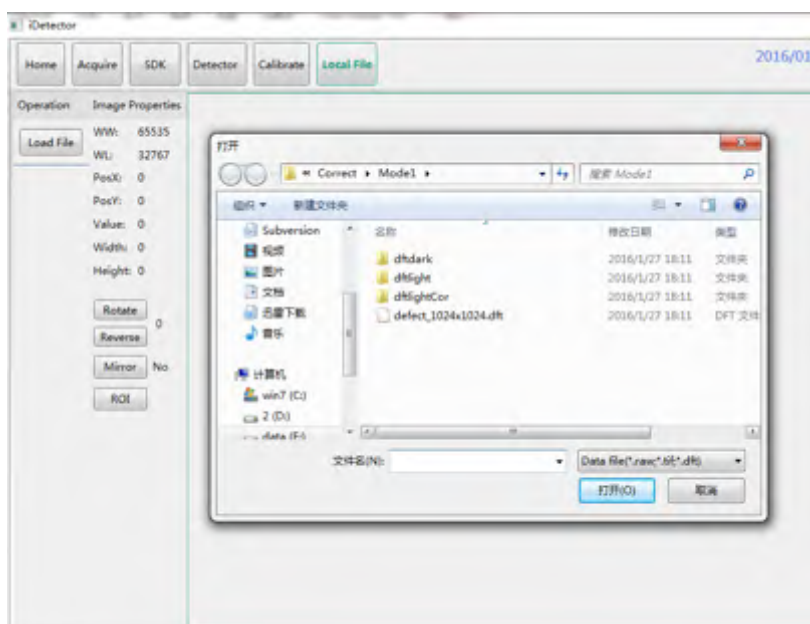 iDetector
Home Acquire SDK Detector Calibrate Local File 2016/01
Operation Image Properties
Load File
WW: 65535
WL: 32767
PosX: 0
PosY: 0
Value: 0
Width: 0
Height: 0
Rotate
0
Reverse
Mirror No
ROI
打开
« Correct ▸ Mode1 ▸ 搜索 Mode1
组织 新建文件夹
名称 修改日期 类型
Subversion
视频
图片
文档
迅雷下载
音乐
计算机
win7 (C:)
2 (D:)
data (E:)
dftdark 2016/1/27 18:11 文件夹
dftlight 2016/1/27 18:11 文件夹
dftlightCor 2016/1/27 18:11 文件夹
defect_1024x1024.dft 2016/1/27 18:11 DFT 文件
文件名(N): Data file(*.raw;*.tif;*.dft)
打开(O) 取消